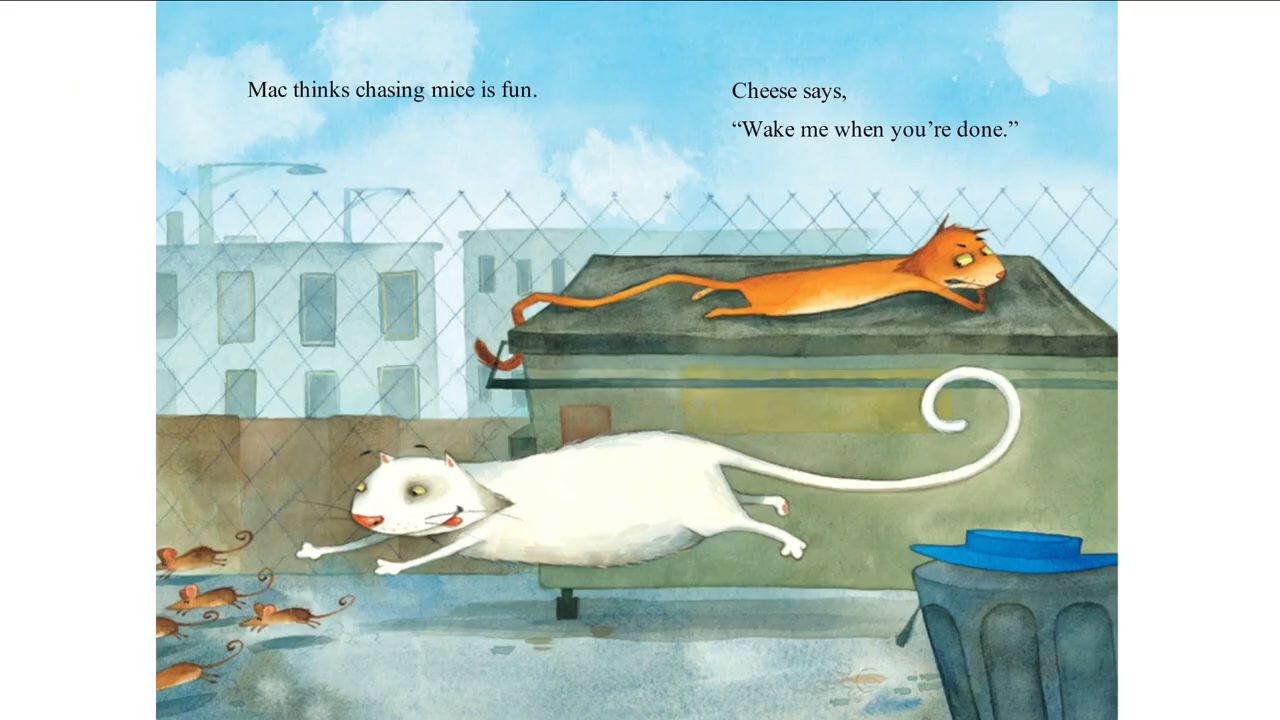 Mac thinks chasing mice is fun.
Cheese says,
“Wake me when you’re done.”